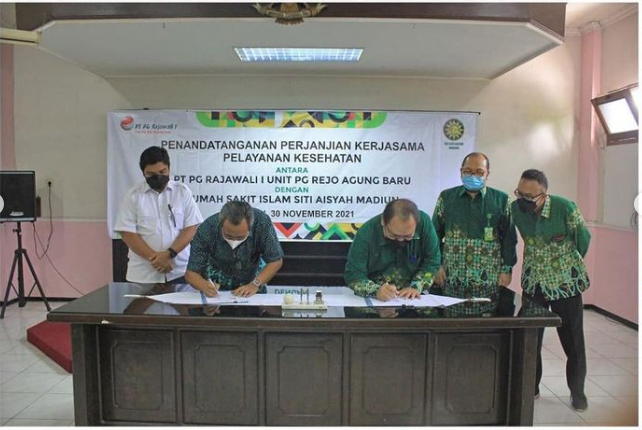 PT PG Rajawali I
PENANDATANGANAN PERJANJIAN KERJASAMA
PELAYANAN KESEHATAN
ANTARA
PT PG RAJAWALI I UNIT PG REJO AGUNG BARU
DENGAN
RUMAH SAKIT ISLAM SITI AISYAH MADIUN
30 NOVEMBER 2021